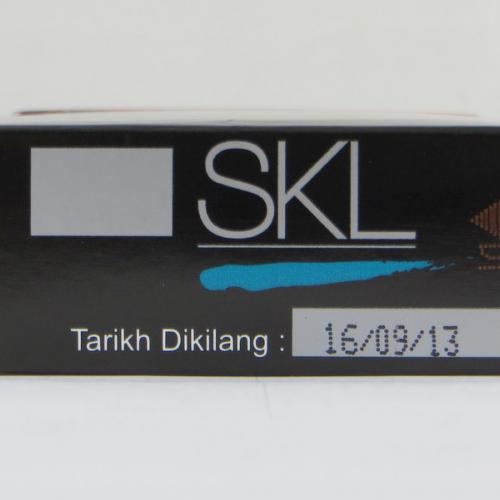 SKL
Tarikh Dikilang : 16/09/13